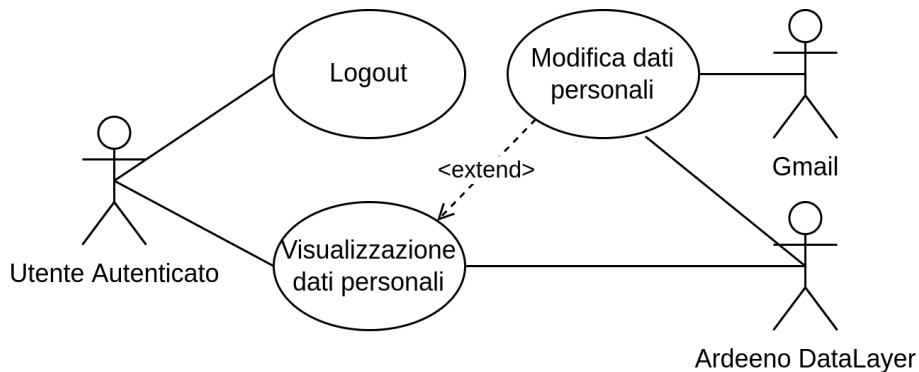 Logout
Modifica dati
personali
Gmail
<extend>
Utente Autenticato
Visualizzazione
dati personali
Ardeeno DataLayer